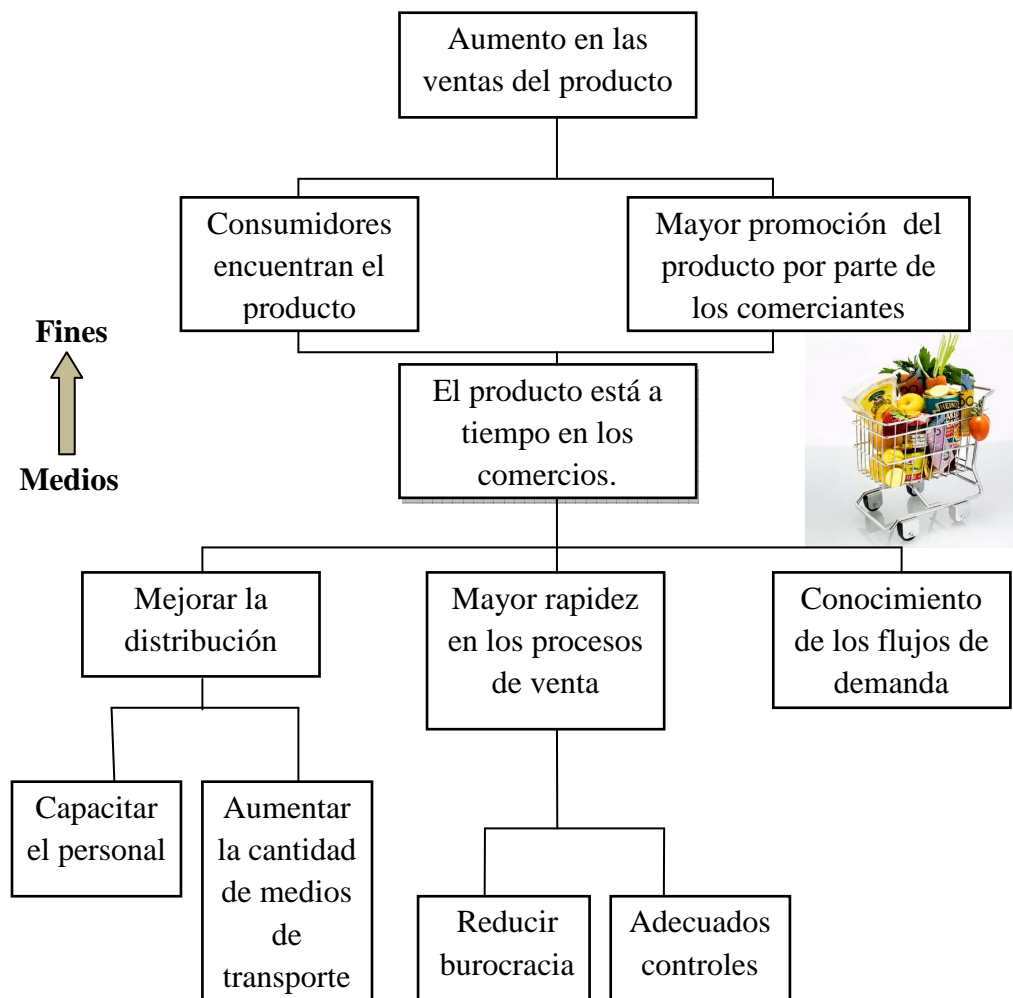 Aumento en las
ventas del producto
Consumidores
encuentran el
producto
Mayor promoción  del
producto por parte de
los comerciantes
Fines
Medios
El producto está a
tiempo en los
comercios.
HEINZ
Mejorar la
distribución
Mayor rapidez
en los procesos
de venta
Conocimiento
de los flujos de
demanda
Capacitar
el personal
Aumentar
la cantidad
de medios
de
transporte
Reducir
burocracia
Adecuados
controles